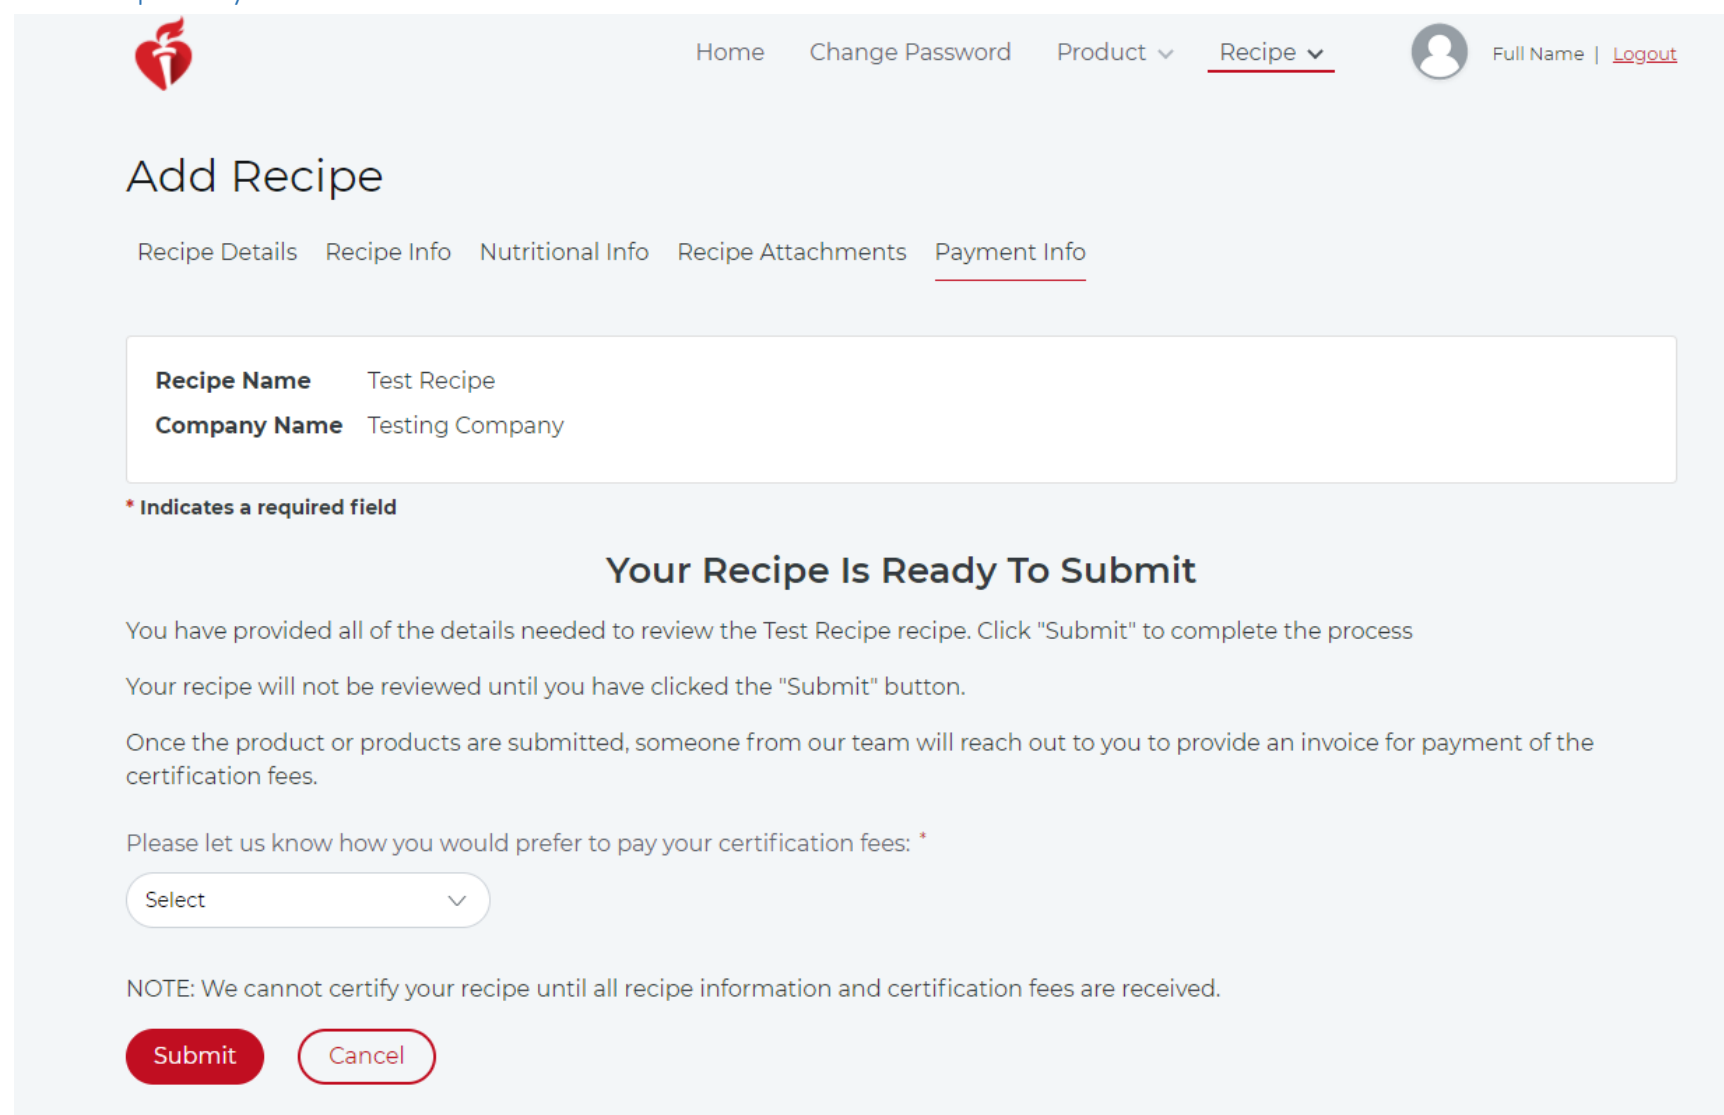 Home Change Password Product Recipe Full Name | Logout
Add Recipe
Recipe Details Recipe Info Nutritional Info Recipe Attachments Payment Info
Recipe Name Test Recipe
Company Name Testing Company
* Indicates a required field
Your Recipe Is Ready To Submit
You have provided all of the details needed to review the Test Recipe recipe. Click "Submit" to complete the process
Your recipe will not be reviewed until you have clicked the "Submit" button.
Once the product or products are submitted, someone from our team will reach out to you to provide an invoice for payment of the
certification fees.
Please let us know how you would prefer to pay your certification fees: *
Select
NOTE: We cannot certify your recipe until all recipe information and certification fees are received.
Submit Cancel